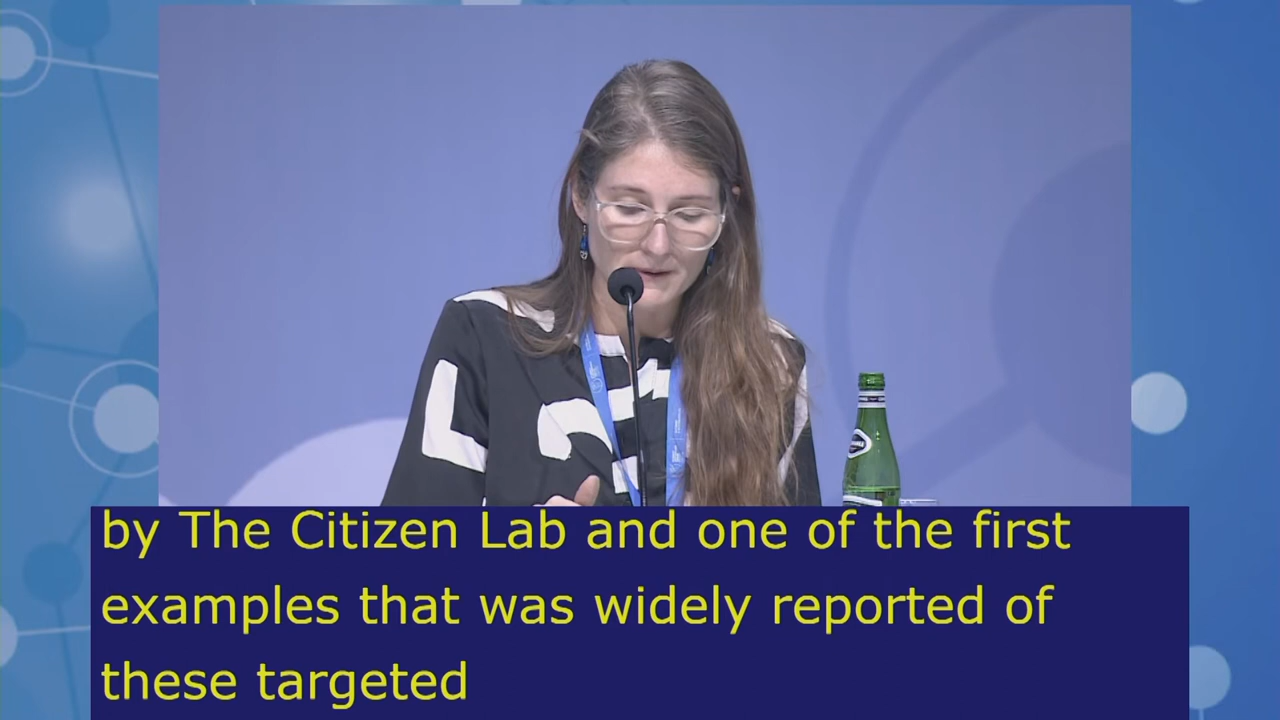 by The Citizen Lab and one of the first
examples that was widely reported of
these targeted